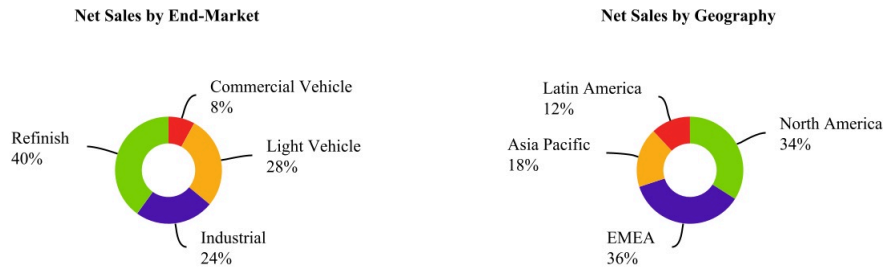 Net Sales by End-Market
Commercial Vehicle
8%
Refinish
40%
Light Vehicle
28%
Industrial
24%
Net Sales by Geography
Latin America
12%
North America
34%
Asia Pacific
18%
EMEA
36%